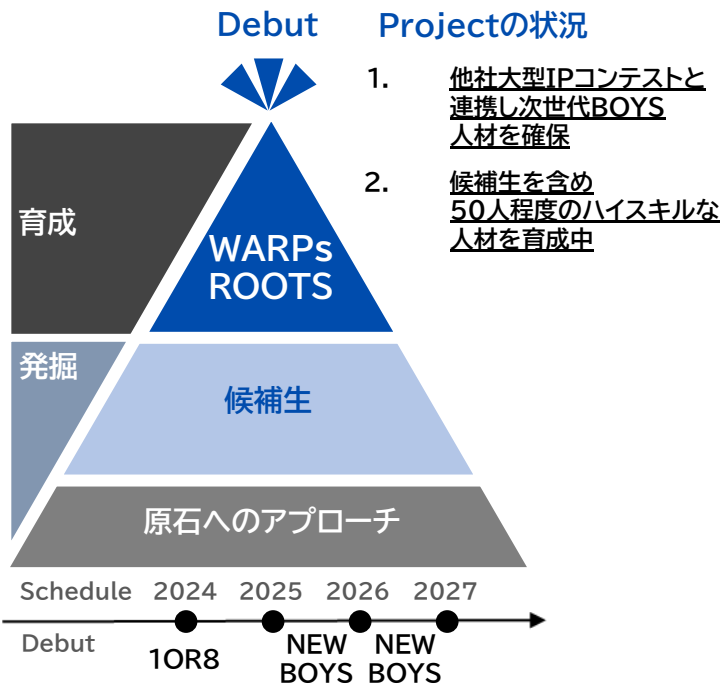 Debut
Projectの状況
1. 他社大型IPコンテストと
連携し次世代BOYS
人材を確保
2. 候補生を含め
50人程度のハイスキルな
人材を育成中
育成
WARPs
ROOTS
発掘
候補生
原石へのアプローチ
Schedule 2024 2025 2026 2027
Debut
1OR8
NEW
BOYS
NEW
BOYS